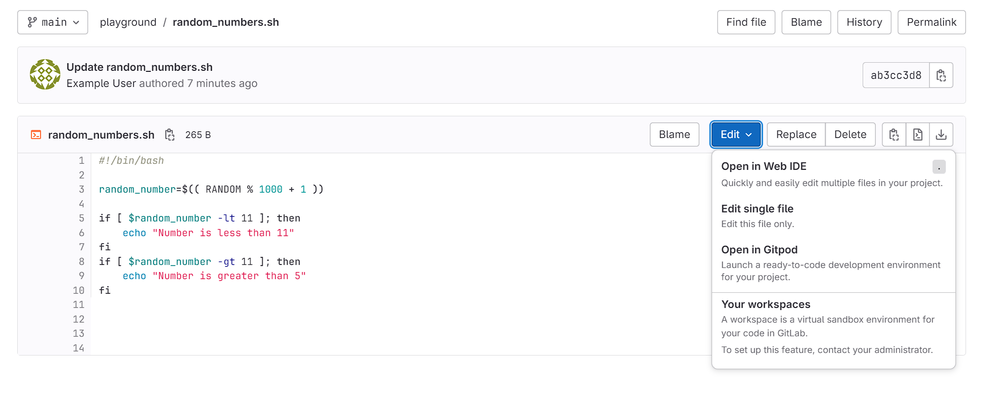 main playground / random_numbers.sh Find file Blame History Permalink
Update random_numbers.sh
Example User authored 7 minutes ago
ab3cc3d8
random_numbers.sh 265 B Blame Edit Replace Delete
1 #!/bin/bash
2
3 random_number=$(( RANDOM % 1000 + 1 ))
4
5 if [ $random_number -lt 11 ]; then
6     echo "Number is less than 11"
7 fi
8 if [ $random_number -gt 11 ]; then
9     echo "Number is greater than 5"
10 fi
11
12
13
14
Open in Web IDE .
Quickly and easily edit multiple files in your project.
Edit single file
Edit this file only.
Open in Gitpod
Launch a ready-to-code development environment
for your project.
Your workspaces
A workspace is a virtual sandbox environment for
your code in GitLab.
To set up this feature, contact your administrator.